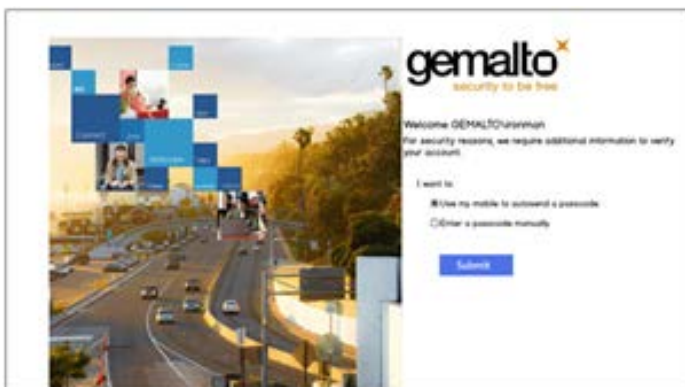 gemalto
security to be free
Welcome GEMALTO\ironman
For security reasons, we require additional information to verify
your account
I want to
Use my mobile to autosend a passcode
Enter a passcode manually
Submit